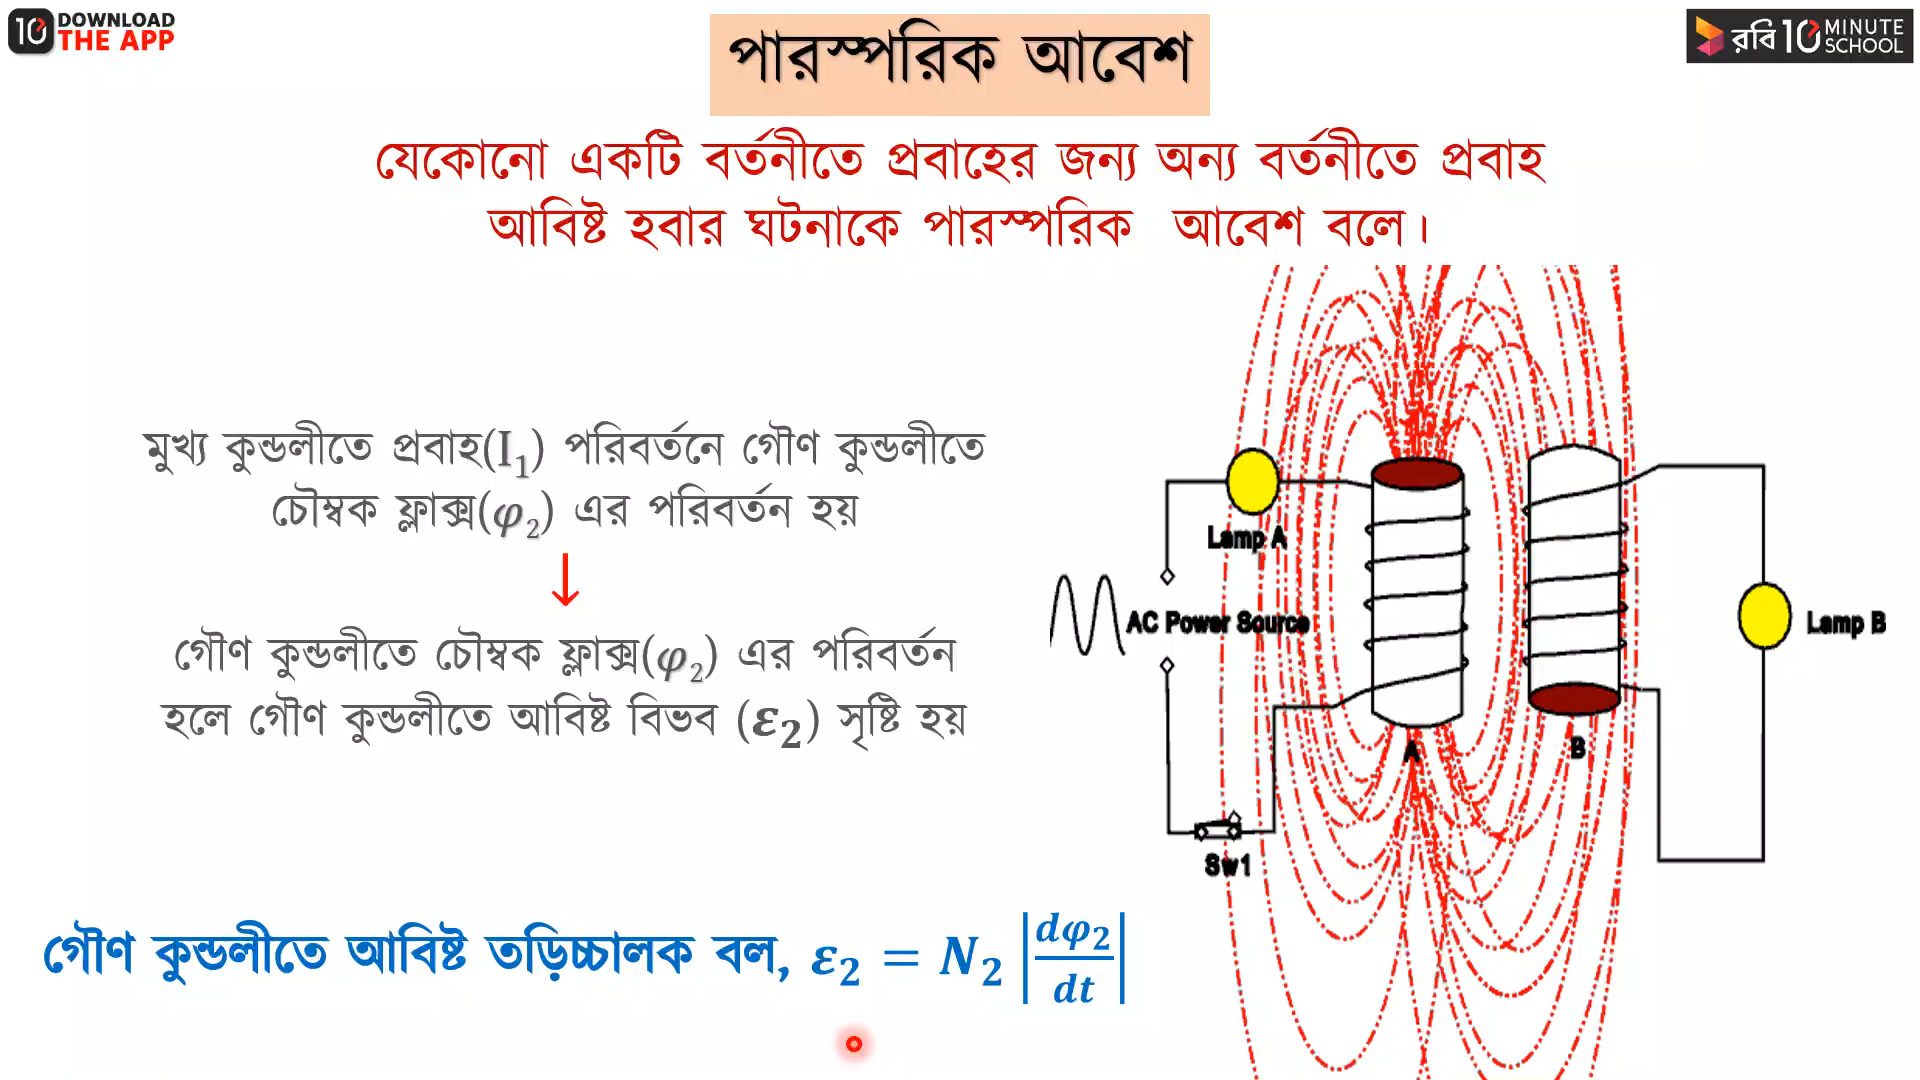 10 DOWNLOAD THE APP
পারস্পরিক আবেশ
রবি 10 MINUTE SCHOOL
যেকোনো একটি বর্তনীতে প্রবাহের জন্য অন্য বর্তনীতে প্রবাহ
আবিষ্ট হবার ঘটনাকে পারস্পরিক আবেশ বলে।
মুখ্য কুন্ডলীতে প্রবাহ(I₁) পরিবর্তনে গৌণ কুন্ডলীতে
চৌম্বক ফ্লাক্স(φ₂) এর পরিবর্তন হয়
↓
গৌণ কুন্ডলীতে চৌম্বক ফ্লাক্স(φ₂) এর পরিবর্তন
হলে গৌণ কুন্ডলীতে আবিষ্ট বিভব (ε₂) সৃষ্টি হয়
Lamp A
AC Power Source
Lamp B
A
B
Sw1
গৌণ কুন্ডলীতে আবিষ্ট তড়িচ্চালক বল, ε₂ = N₂ |dφ₂/dt|